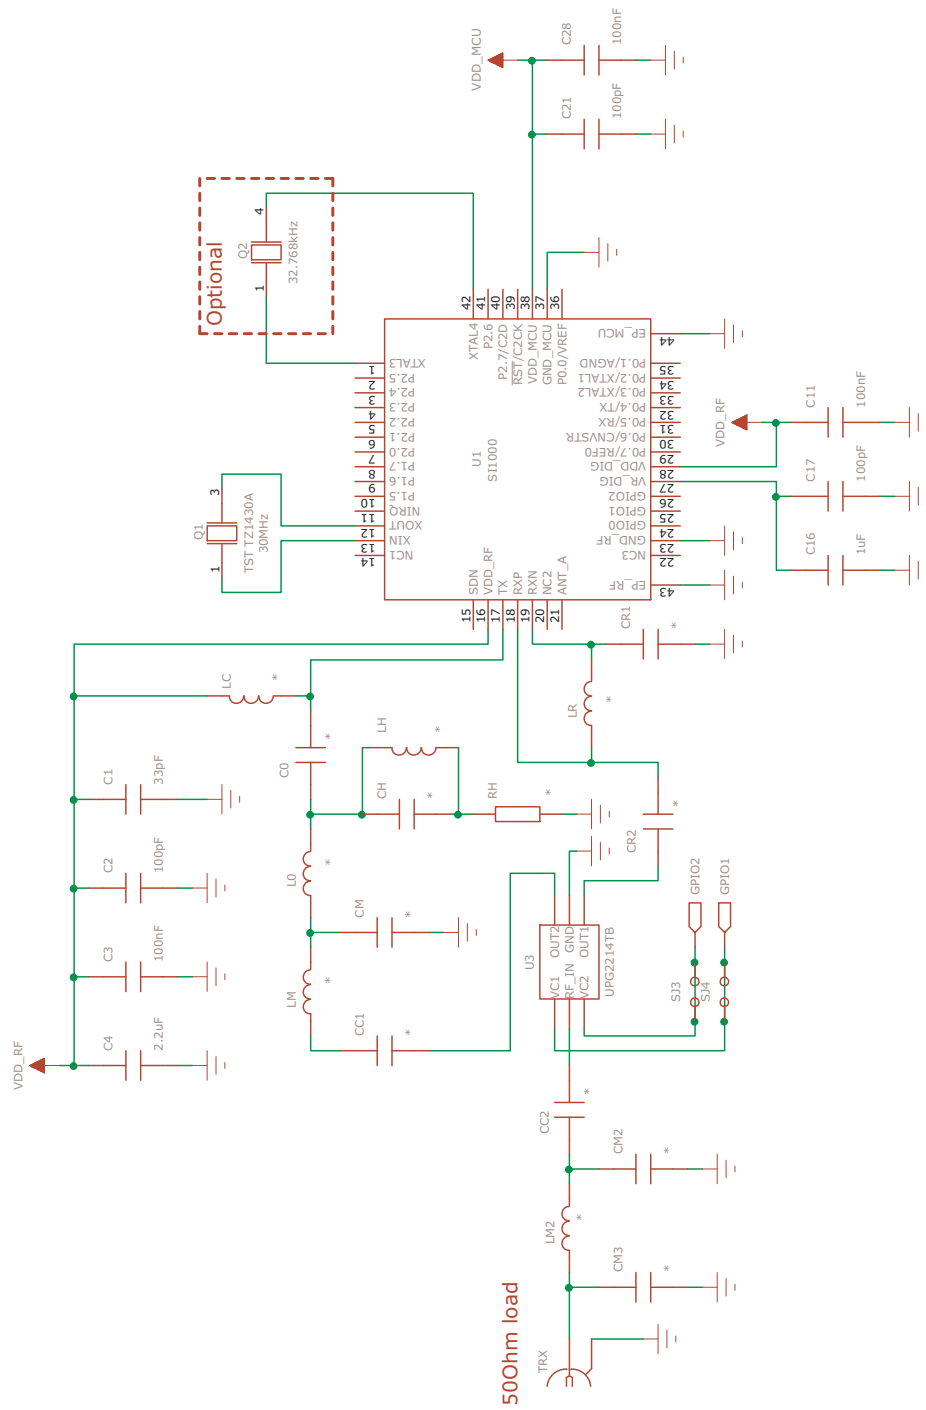 VDD_MCU
C28
100nF
C21
100pF
Optional
Q2
32.768kHz
4
1
42
41
40
39
38
37
36
XTAL4
P2.6
P2.7/C2D
RST/C2CK
VDD_MCU
GND_MCU
P0.0/VREF
XTAL3
P2.5
P2.4
P2.3
P2.2
P2.1
P2.0
P1.7
P1.6
P1.5
NIRQ
XOUT
XIN
NC1
1
2
3
4
5
6
7
8
9
10
11
12
13
14
U1
SI1000
EP_MCU
P0.1/AGND
P0.2/XTAL1
P0.3/XTAL2
P0.4/TX
P0.5/RX
P0.6/CNVSTR
P0.7/REF0
VDD_DIG
VR_DIG
GPIO2
GPIO1
GPIO0
GND_RF
NC3
EP_RF
44
35
34
33
32
31
30
29
28
27
26
25
24
23
22
43
SDN
VDD_RF
TX
RXP
RXN
NC2
ANT_A
15
16
17
18
19
20
21
Q1
TST TZ1430A
30MHz
3
1
VDD_RF
C11
100nF
C17
100pF
C16
1uF
CR1
*
LR
*
CR2
*
LC
*
C0
*
LH
*
CH
*
RH
*
L0
*
CM
*
LM
*
CC1
*
C1
33pF
C2
100pF
C3
100nF
C4
2.2uF
VDD_RF
U3
UPG2214TB
OUT2
GND
OUT1
VC1
RF_IN
VC2
GPIO2
GPIO1
SJ3
SJ4
CC2
*
CM2
*
LM2
*
CM3
*
TRX
50Ohm load